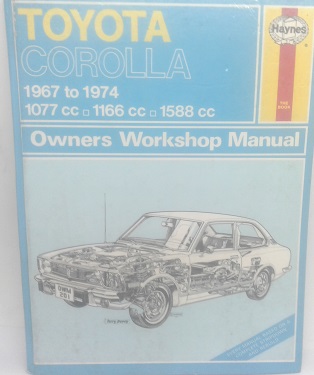 TOYOTA
Haynes
COROLLA
1967 to 1974
1077 cc □ 1166 cc □ 1588 cc
Owners Workshop Manual